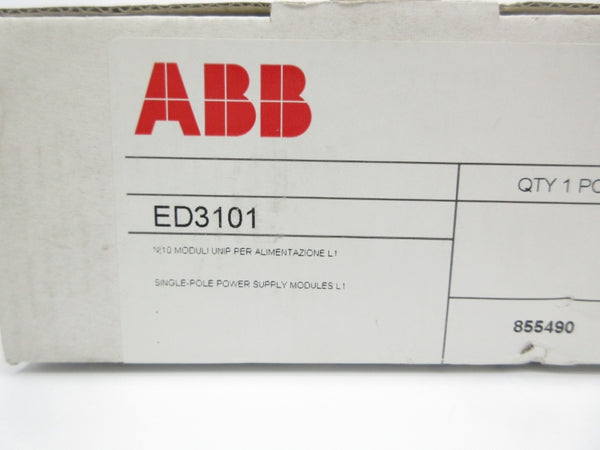 ABB
QTY 1 PC
ED3101
N.10 MODULI UNIP PER ALIMENTAZIONE L1
SINGLE-POLE POWER SUPPLY MODULES L1
855490